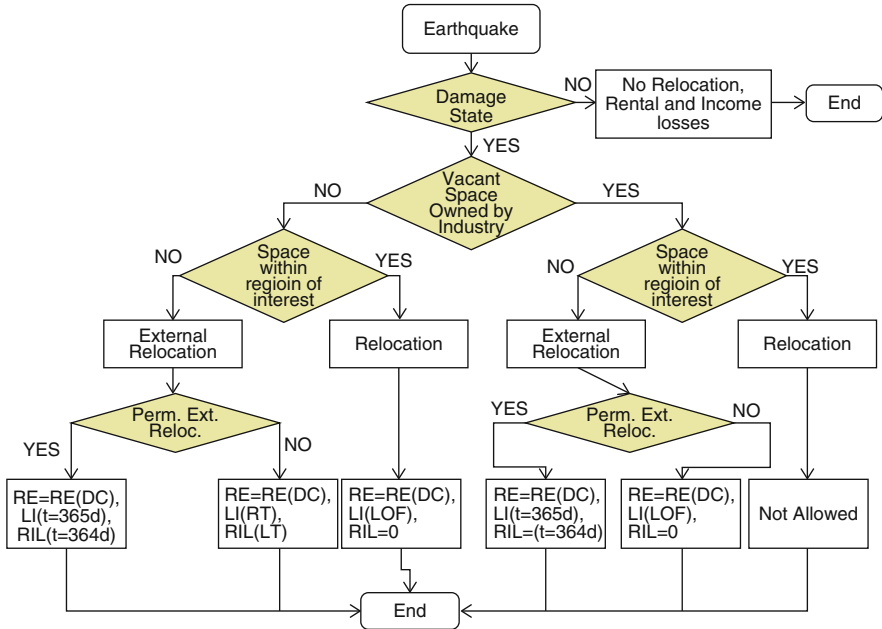 Earthquake
Damage
State
NO
No Relocation,
Rental and Income
losses
End
YES
Vacant
Space
Owned by
Industry
NO
YES
Space
within
regioin of
interest
NO
YES
Space
within
regioin of
interest
NO
YES
External
Relocation
Relocation
External
Relocation
Relocation
Perm. Ext.
Reloc.
YES
NO
Perm. Ext.
Reloc.
YES
NO
RE=RE(DC),
LI(t=365d),
RIL(t=364d)
RE=RE(DC),
LI(RT),
RIL(LT)
RE=RE(DC),
LI(LOF),
RIL=0
RE=RE(DC),
LI(t=365d),
RIL=(t=364d)
RE=RE(DC),
LI(LOF),
RIL=0
Not Allowed
End